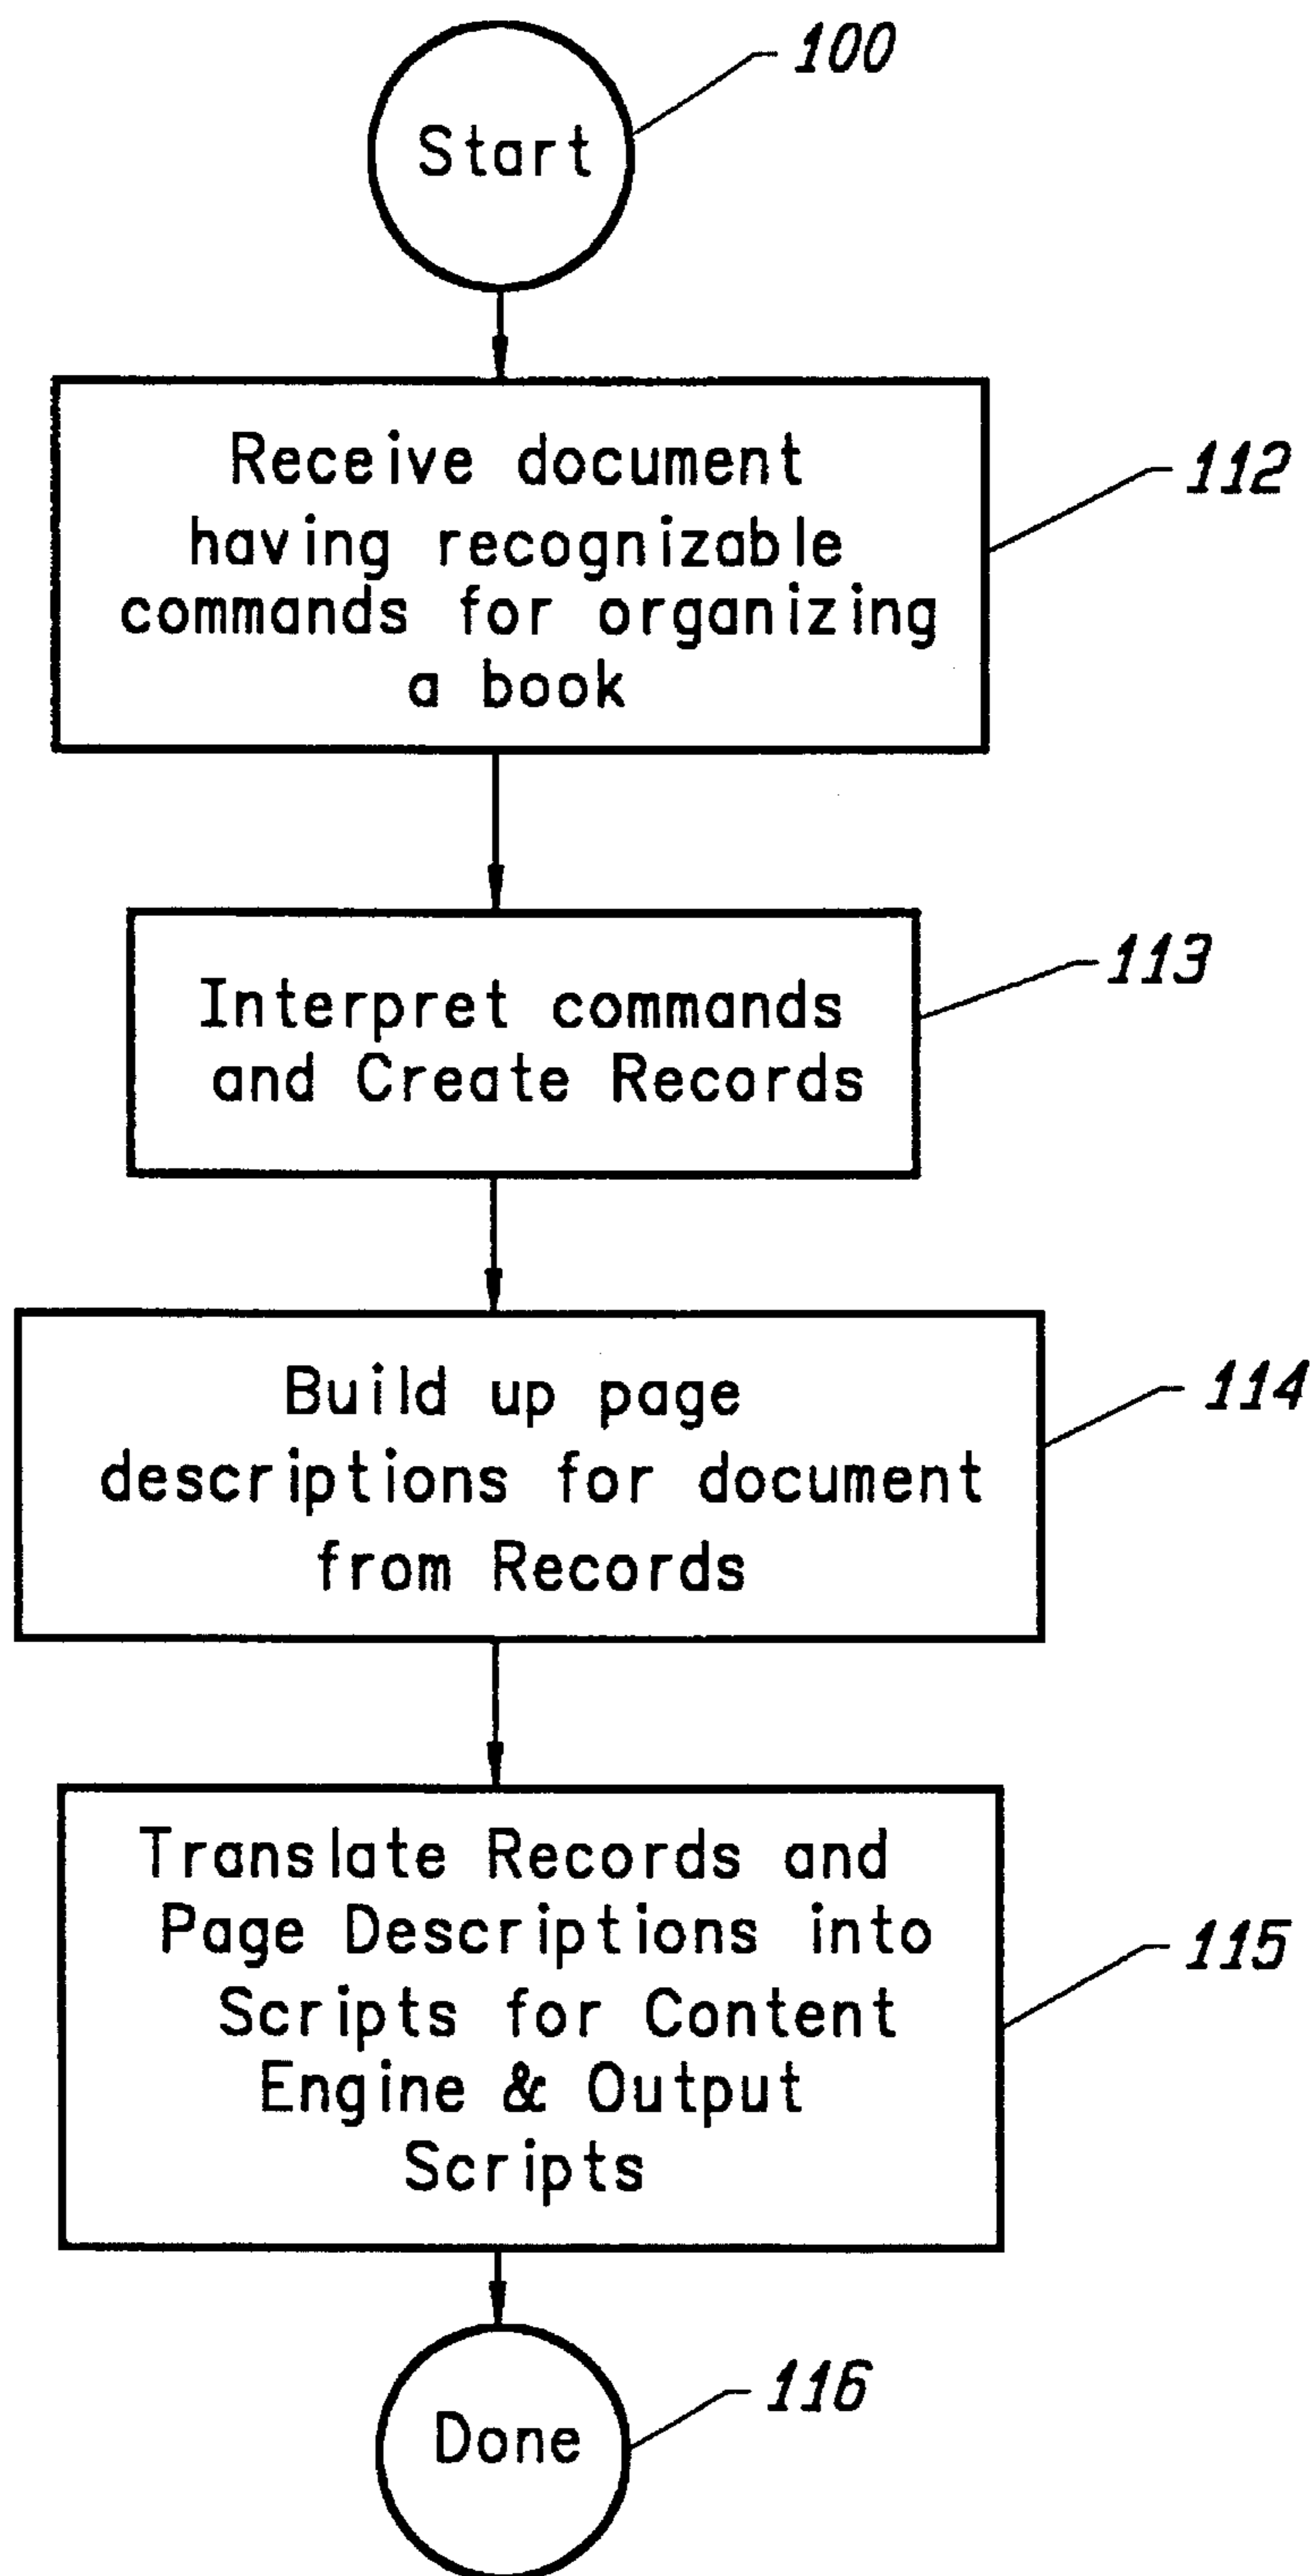 100
Start
Receive document
having recognizable
commands for organizing
a book
112
Interpret commands
and Create Records
113
Build up page
descriptions for document
from Records
114
Translate Records and
Page Descriptions into
Scripts for Content
Engine & Output
Scripts
115
Done
116